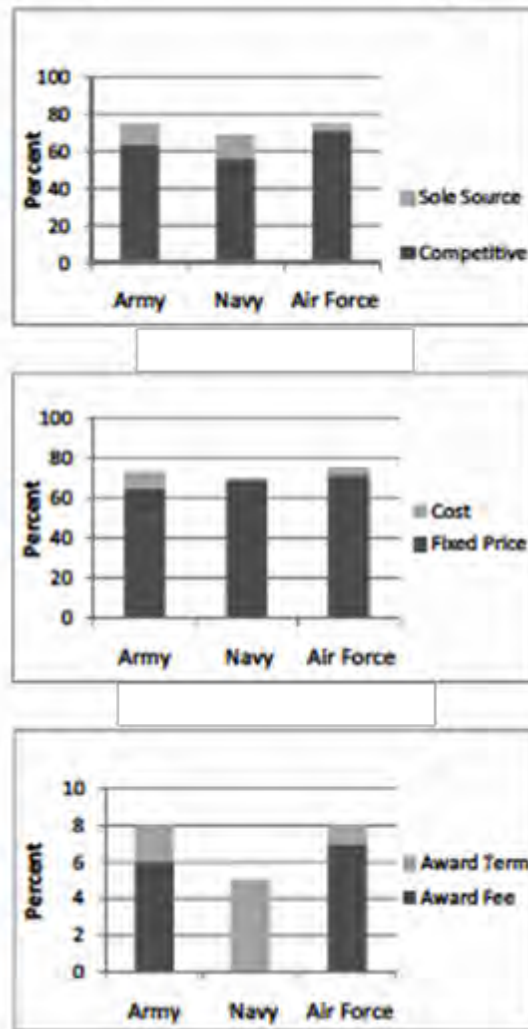 100
80
60
40
20
0
Percent
Army Navy Air Force
Sole Source
Competitive
100
80
60
40
20
0
Percent
Army Navy Air Force
Cost
Fixed Price
10
8
6
4
2
0
Percent
Army Navy Air Force
Award Term
Award Fee